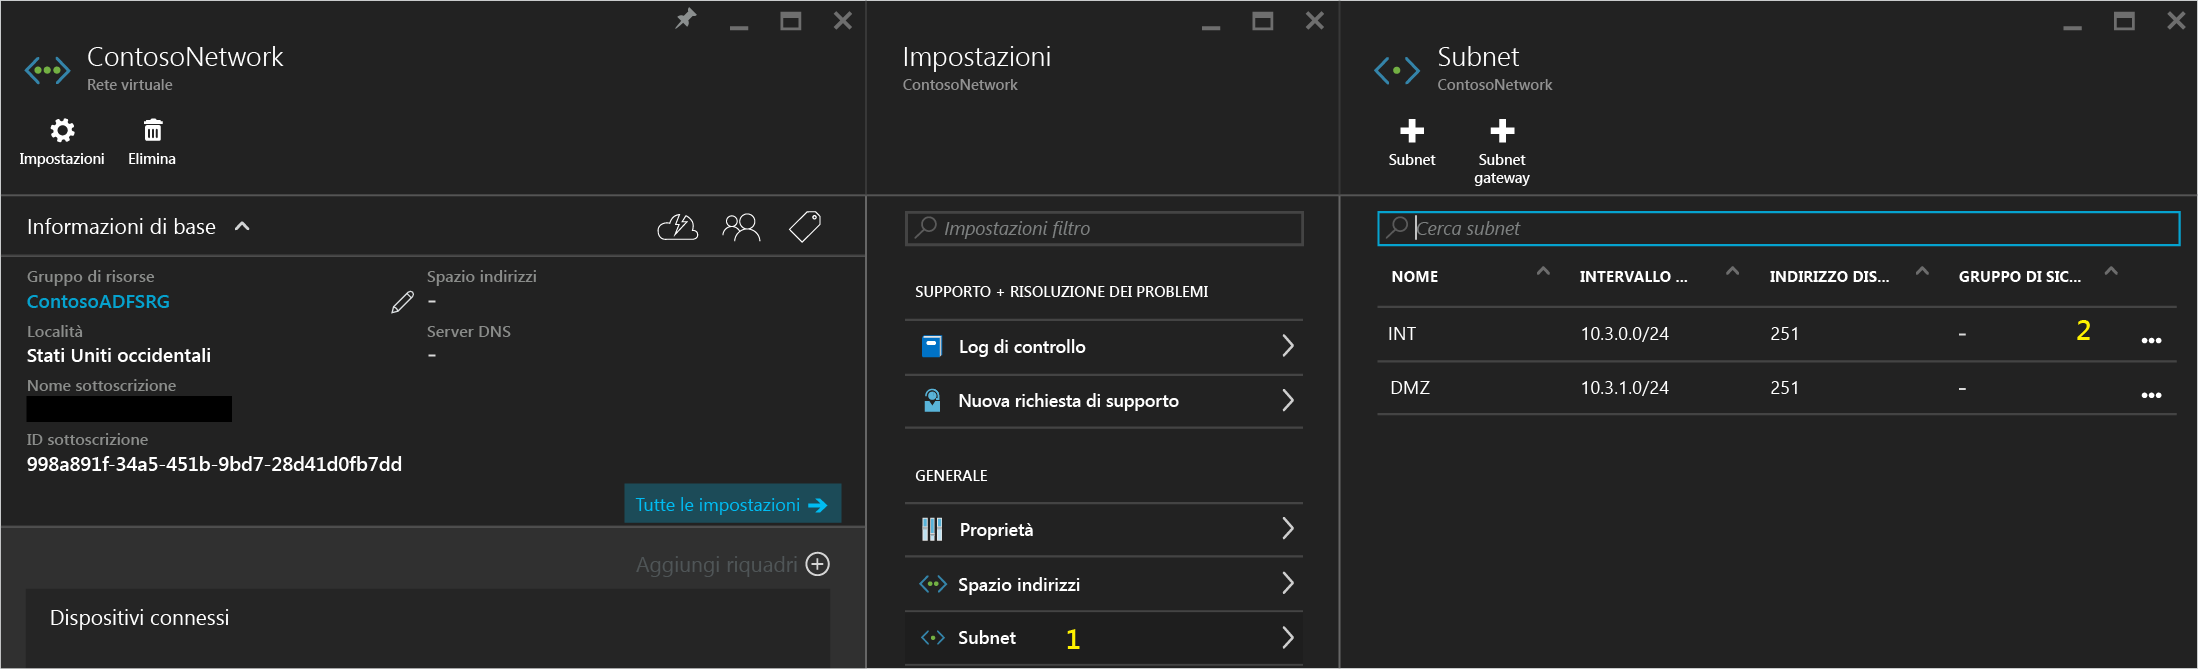 ContosoNetwork
Rete virtuale
Impostazioni
Elimina
Informazioni di base
Gruppo di risorse
ContosoADFSRG
Spazio indirizzi
-
Località
Stati Uniti occidentali
Server DNS
-
Nome sottoscrizione
ID sottoscrizione
998a891f-34a5-451b-9bd7-28d41d0fb7dd
Tutte le impostazioni
Aggiungi riquadri
Dispositivi connessi
Impostazioni
ContosoNetwork
Impostazioni filtro
SUPPORTO + RISOLUZIONE DEI PROBLEMI
Log di controllo
Nuova richiesta di supporto
GENERALE
Proprietà
Spazio indirizzi
Subnet 1
Subnet
ContosoNetwork
Subnet
Subnet
gateway
Cerca subnet
NOME INTERVALLO ... INDIRIZZO DIS... GRUPPO DI SIC...
INT 10.3.0.0/24 251 - 2 ...
DMZ 10.3.1.0/24 251 - ...